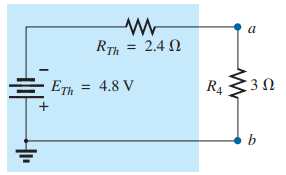 a
R_Th = 2.4 Ω
−
E_Th = 4.8 V
+
R_4
3 Ω
b